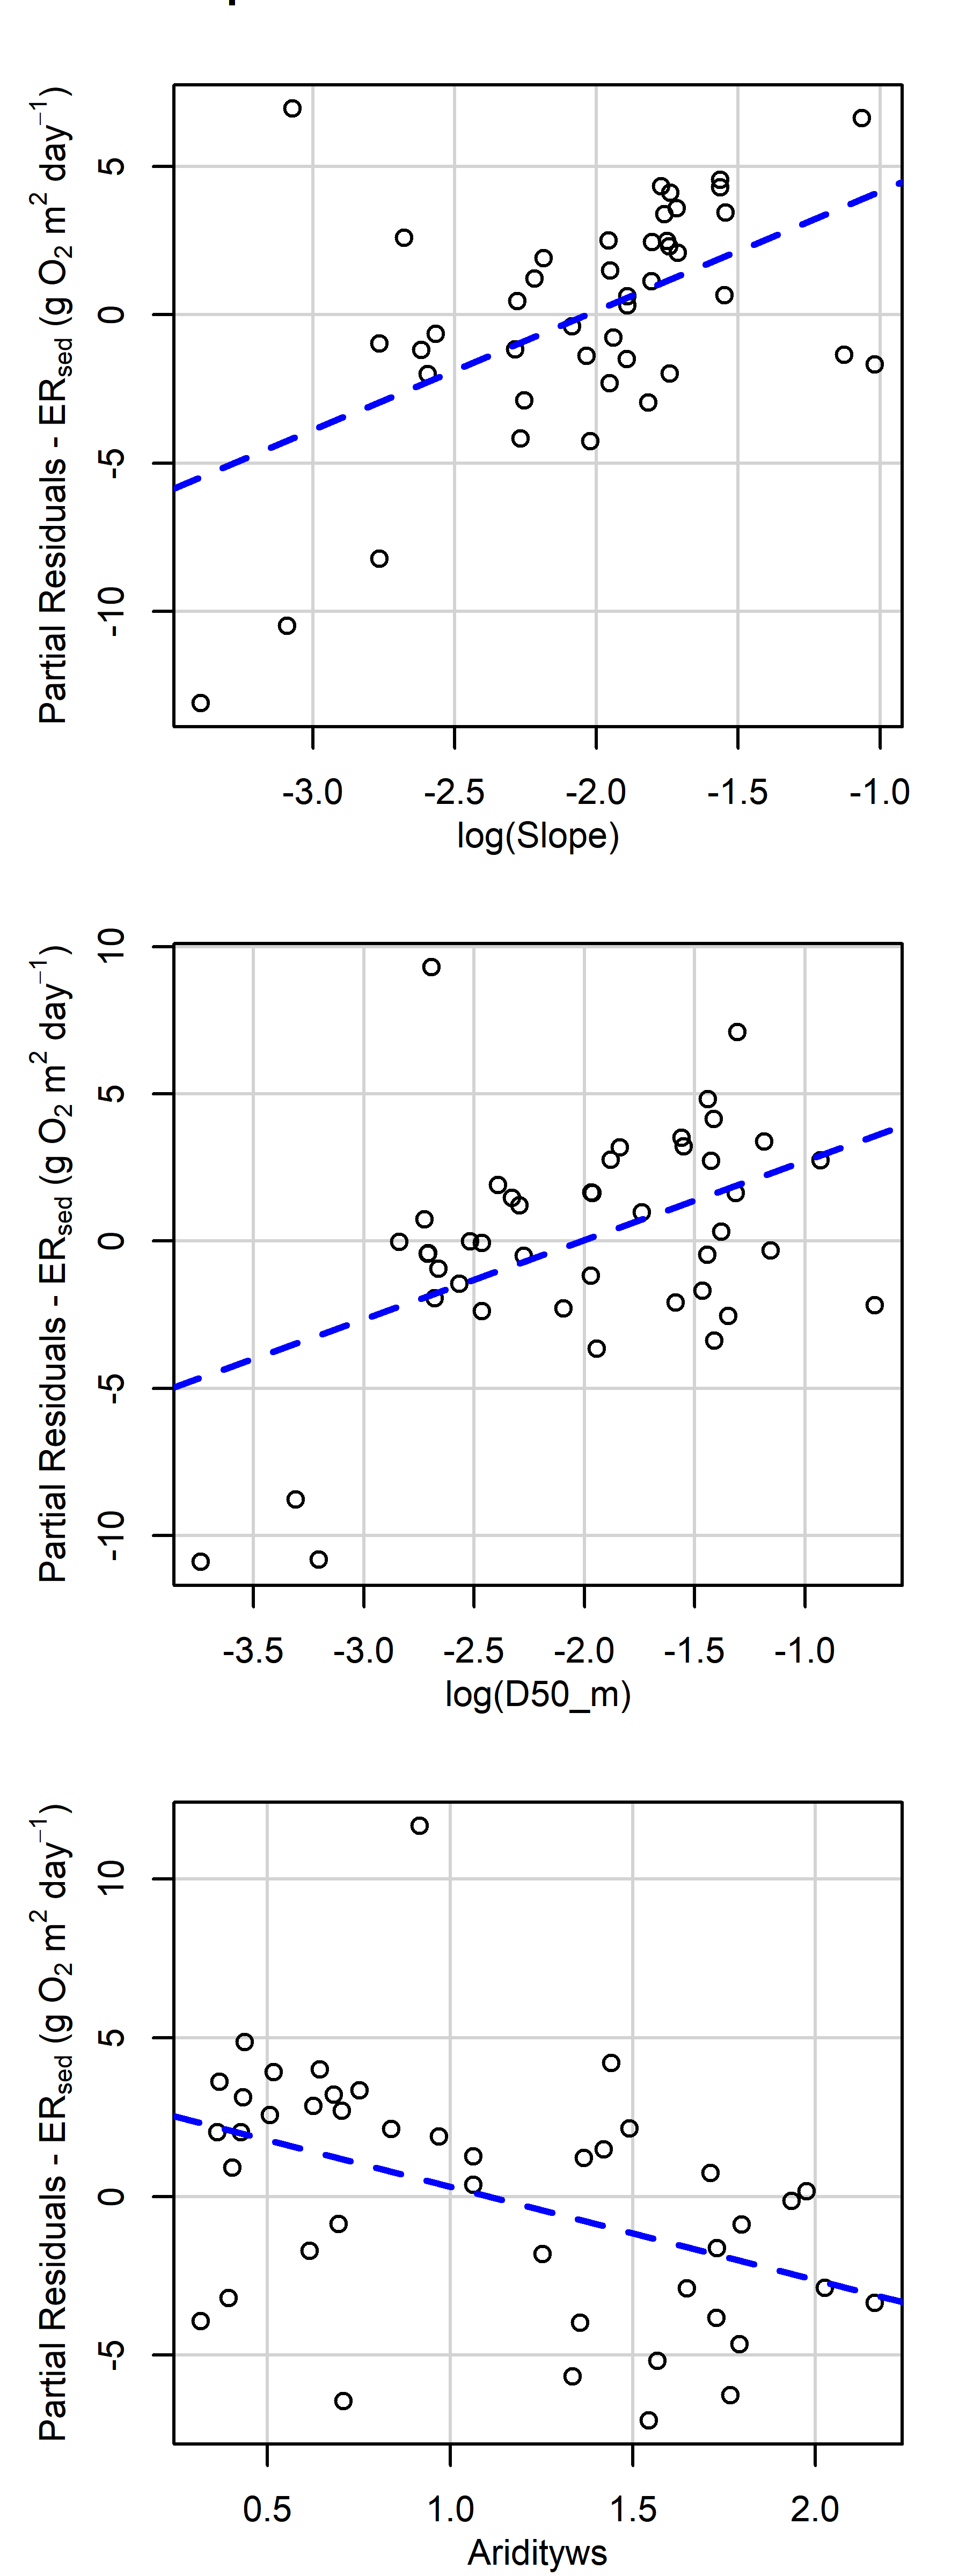 Partial Residuals - ERsed (g O2 m² day⁻¹)
5
0
-5
-10
-3.0 -2.5 -2.0 -1.5 -1.0
log(Slope)
Partial Residuals - ERsed (g O2 m² day⁻¹)
10
5
0
-5
-10
-3.5 -3.0 -2.5 -2.0 -1.5 -1.0
log(D50_m)
Partial Residuals - ERsed (g O2 m² day⁻¹)
10
5
0
-5
0.5 1.0 1.5 2.0
Aridityws